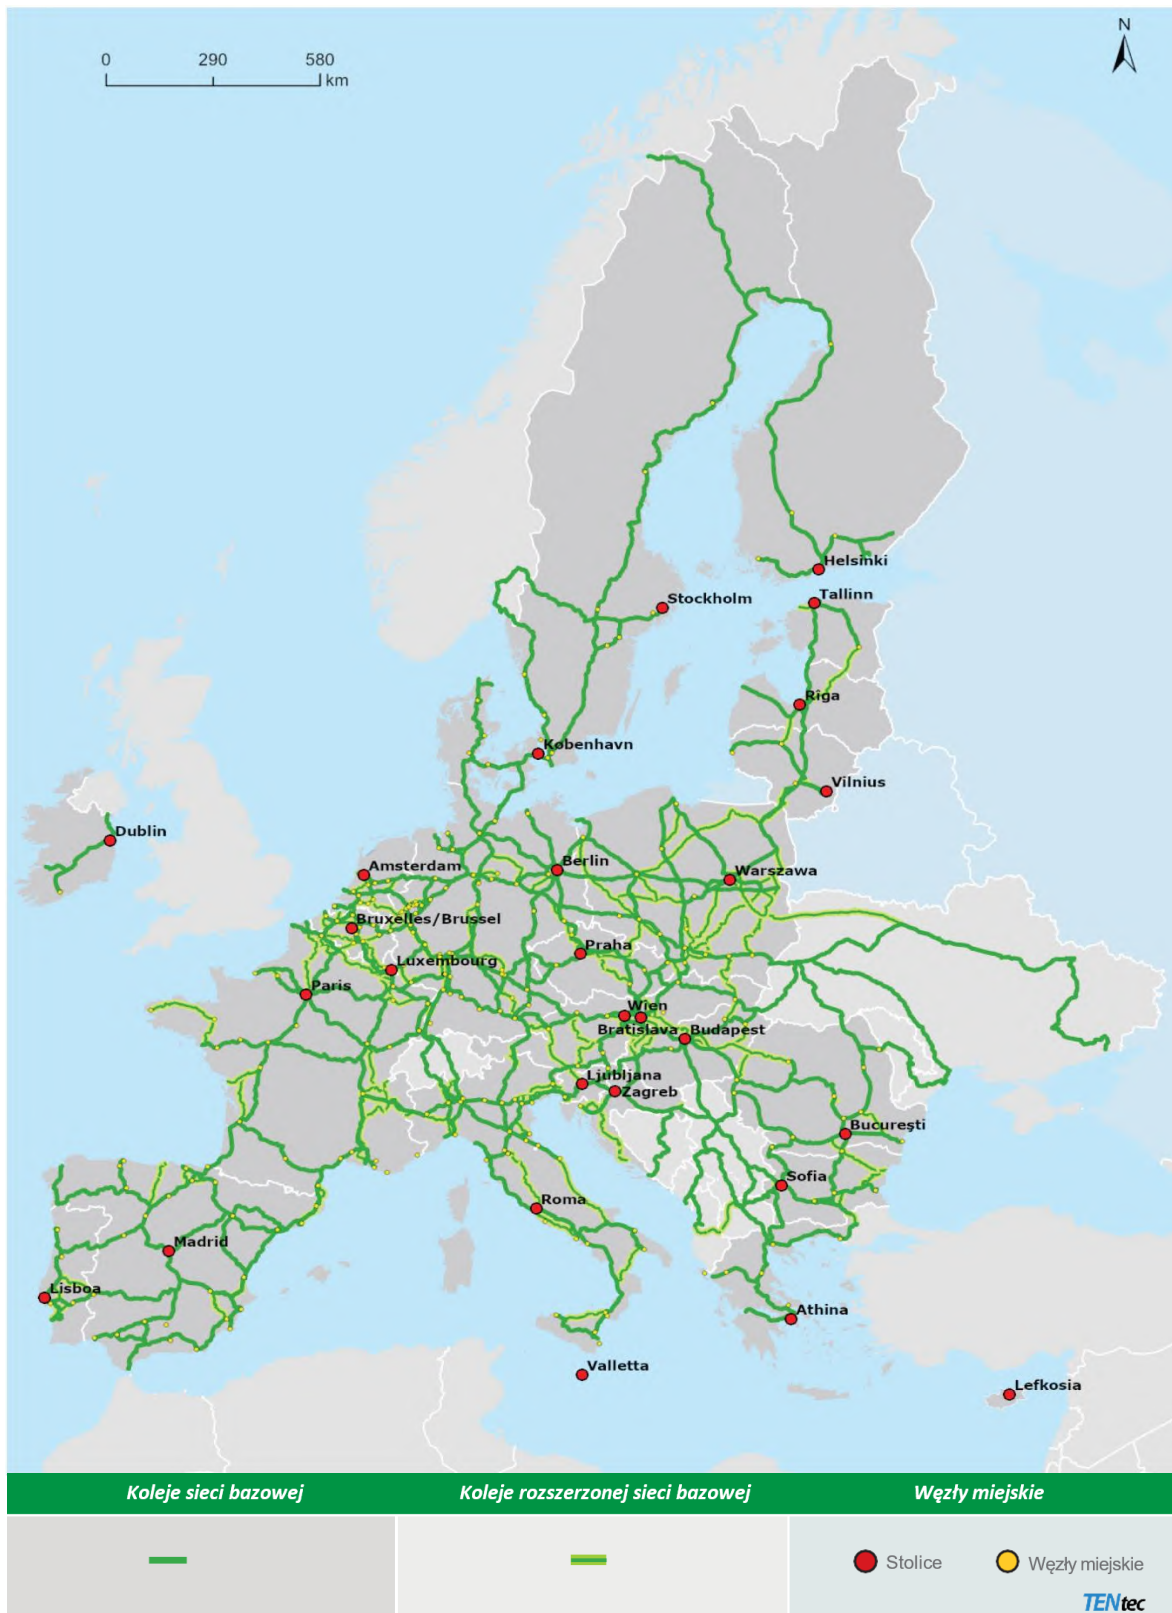 N
0 290 580
km
Helsinki
Stockholm
Tallinn
Rīga
København
Vilnius
Dublin
Amsterdam
Berlin
Warszawa
Bruxelles/Brussel
Praha
Luxembourg
Paris
Wien
Bratislava
Budapest
Ljubljana
Zagreb
Bucureşti
Sofia
Roma
Madrid
Lisboa
Athina
Valletta
Lefkosia
Koleje sieci bazowej
Koleje rozszerzonej sieci bazowej
Węzły miejskie
Stolice
Węzły miejskie
TENtec